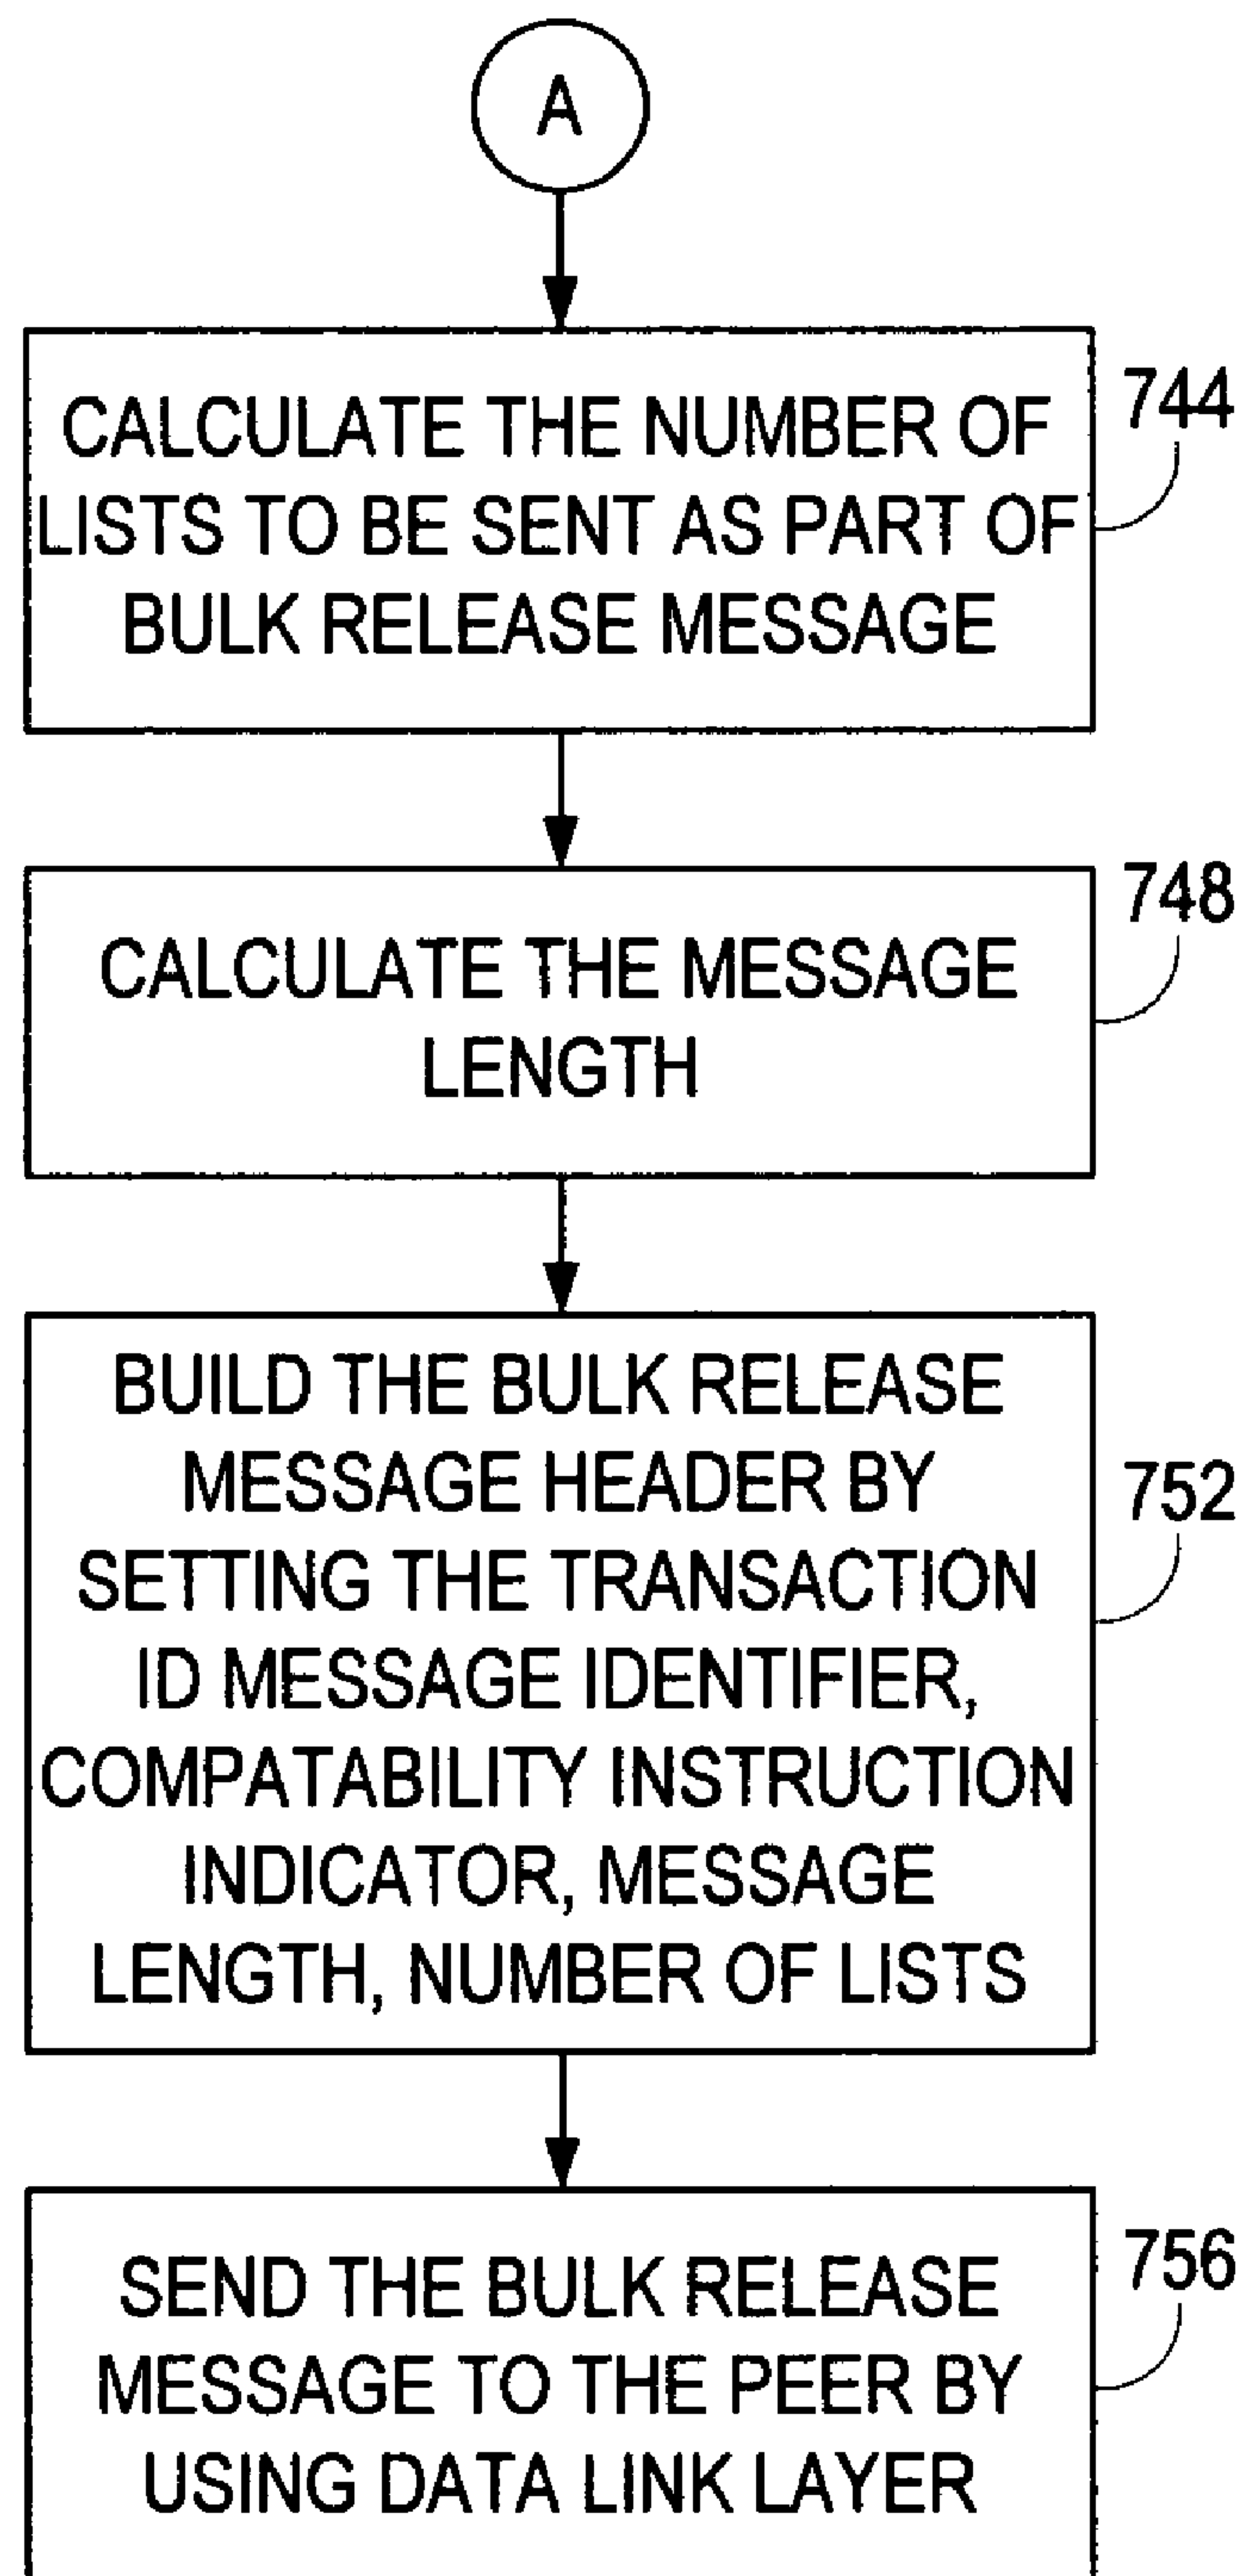 A
CALCULATE THE NUMBER OF
LISTS TO BE SENT AS PART OF
BULK RELEASE MESSAGE
744
CALCULATE THE MESSAGE
LENGTH
748
BUILD THE BULK RELEASE
MESSAGE HEADER BY
SETTING THE TRANSACTION
ID MESSAGE IDENTIFIER,
COMPATABILITY INSTRUCTION
INDICATOR, MESSAGE
LENGTH, NUMBER OF LISTS
752
SEND THE BULK RELEASE
MESSAGE TO THE PEER BY
USING DATA LINK LAYER
756